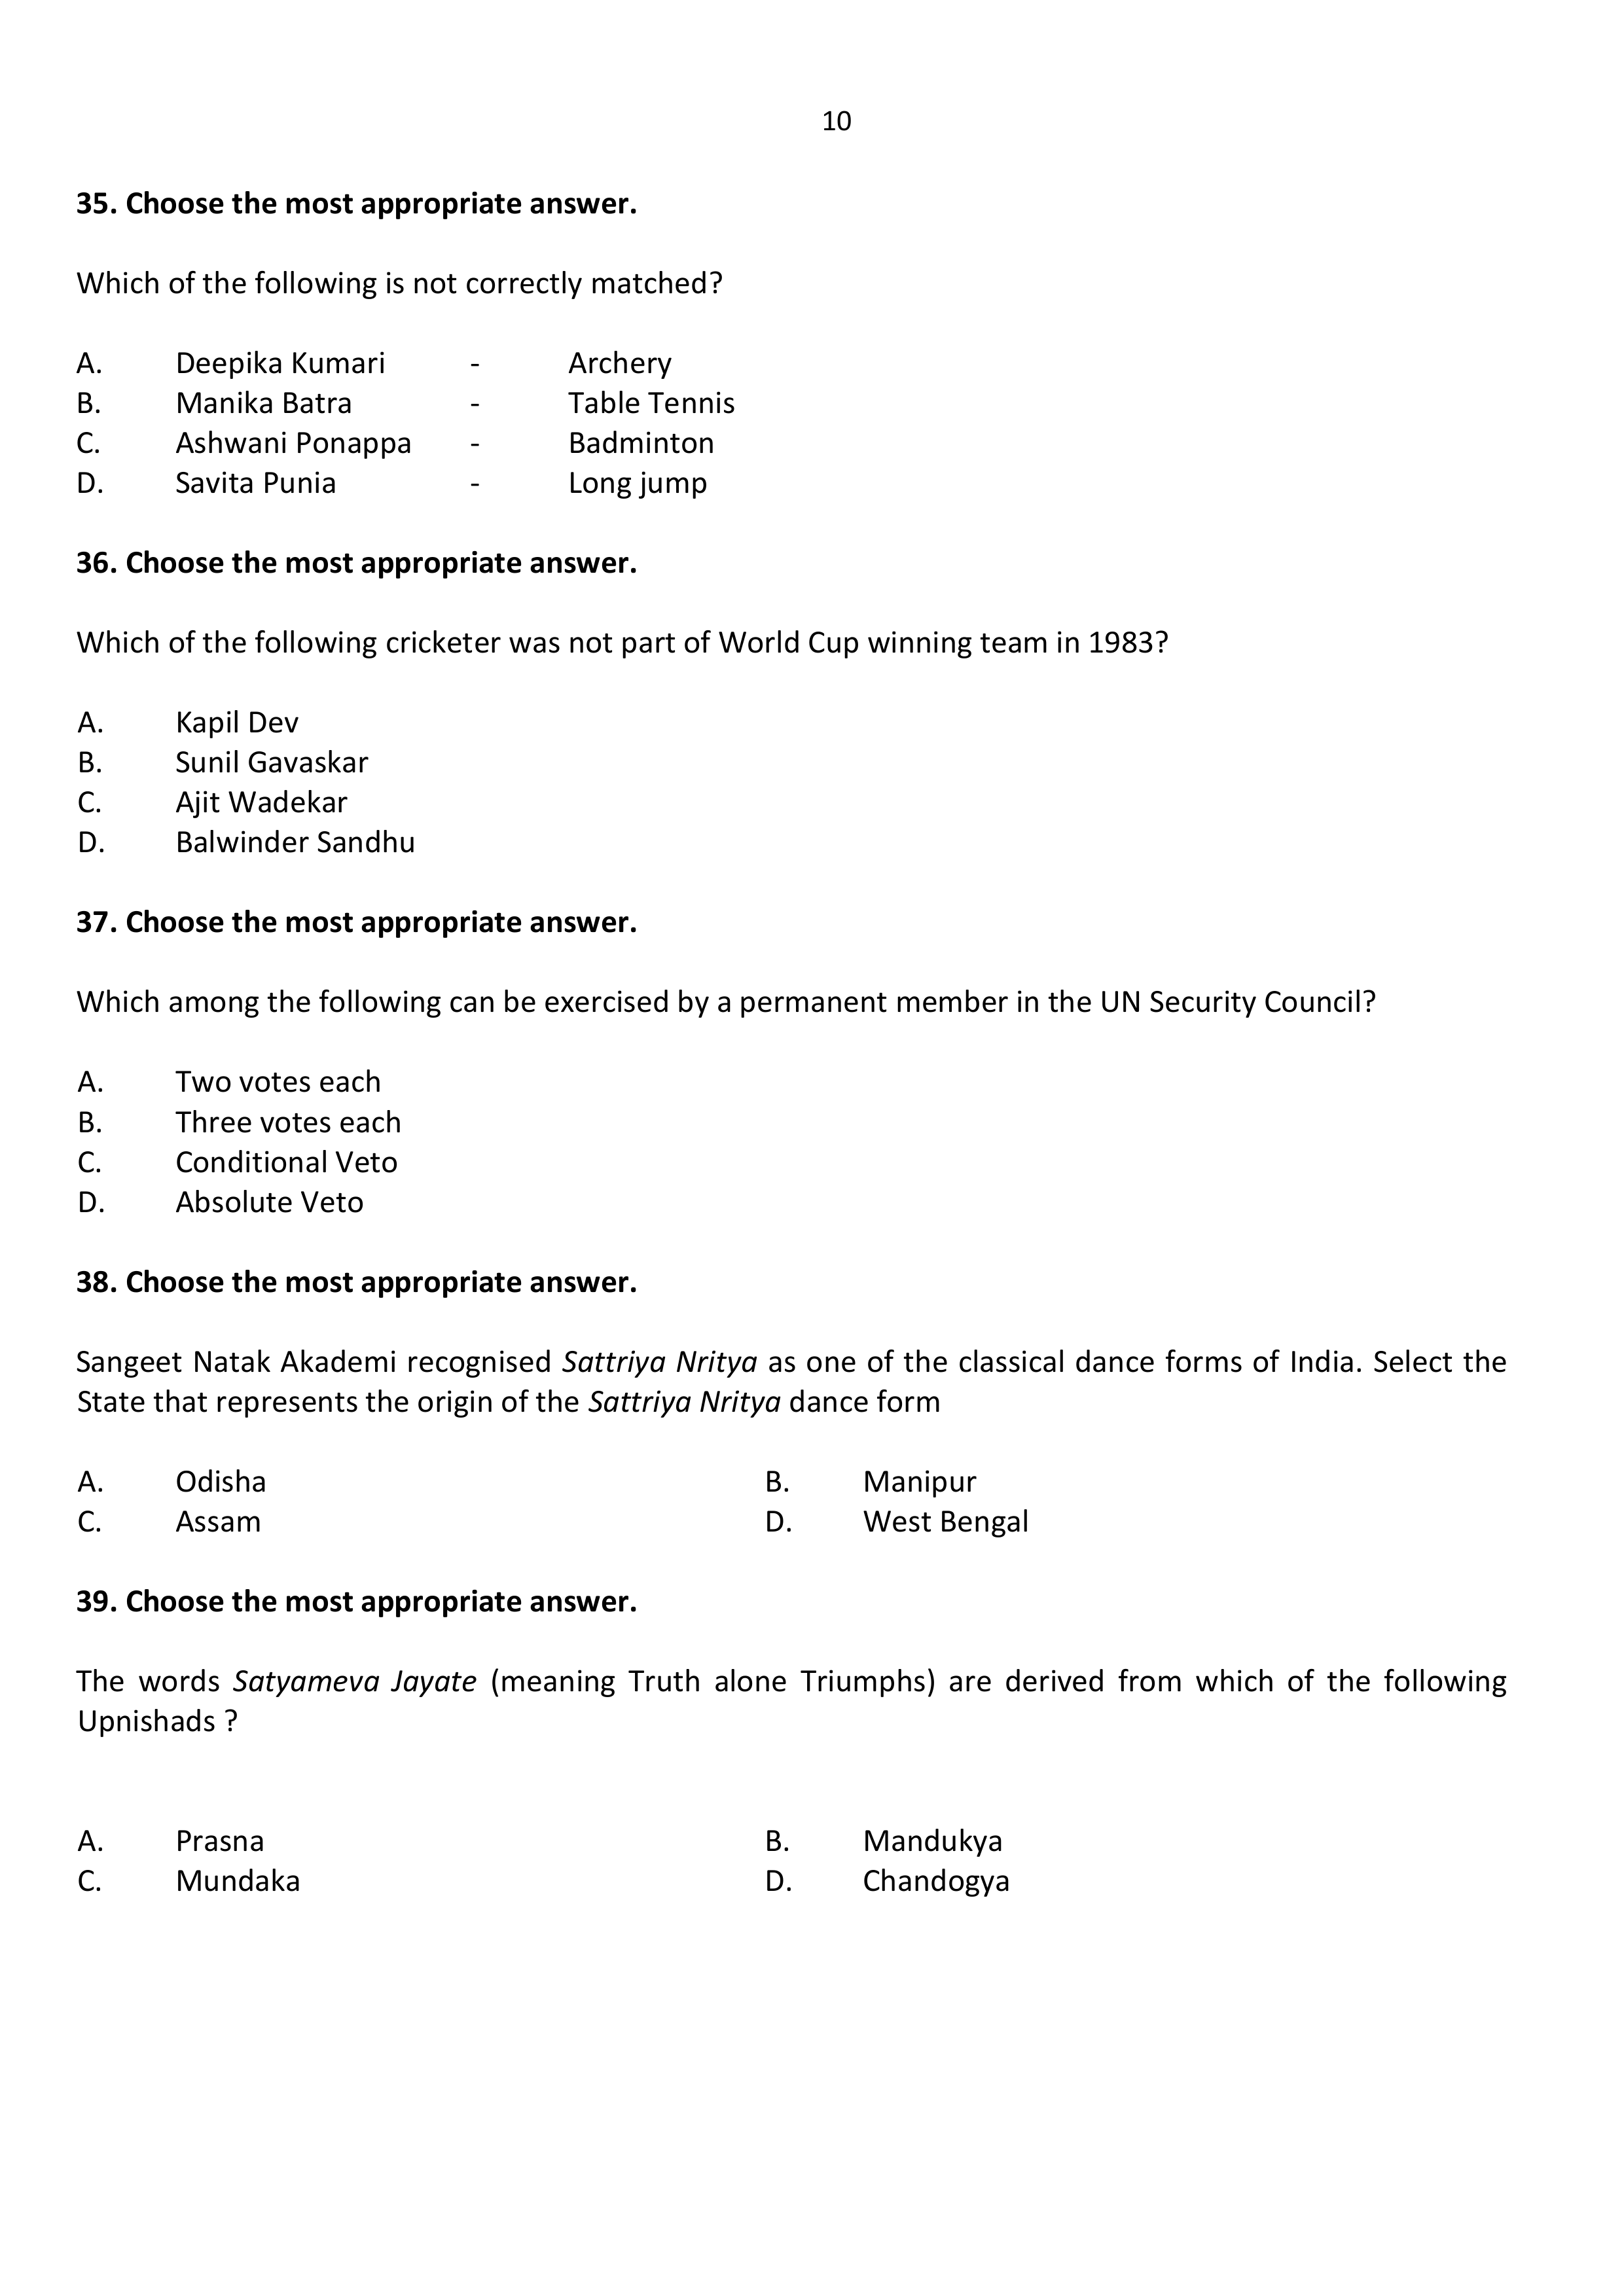 10
35. Choose the most appropriate answer.
Which of the following is not correctly matched?
A. Deepika Kumari - Archery
B. Manika Batra - Table Tennis
C. Ashwani Ponappa - Badminton
D. Savita Punia - Long jump
36. Choose the most appropriate answer.
Which of the following cricketer was not part of World Cup winning team in 1983?
A. Kapil Dev
B. Sunil Gavaskar
C. Ajit Wadekar
D. Balwinder Sandhu
37. Choose the most appropriate answer.
Which among the following can be exercised by a permanent member in the UN Security Council?
A. Two votes each
B. Three votes each
C. Conditional Veto
D. Absolute Veto
38. Choose the most appropriate answer.
Sangeet Natak Akademi recognised Sattriya Nritya as one of the classical dance forms of India. Select the
State that represents the origin of the Sattriya Nritya dance form
A. Odisha B. Manipur
C. Assam D. West Bengal
39. Choose the most appropriate answer.
The words Satyameva Jayate (meaning Truth alone Triumphs) are derived from which of the following
Upnishads ?
A. Prasna B. Mandukya
C. Mundaka D. Chandogya